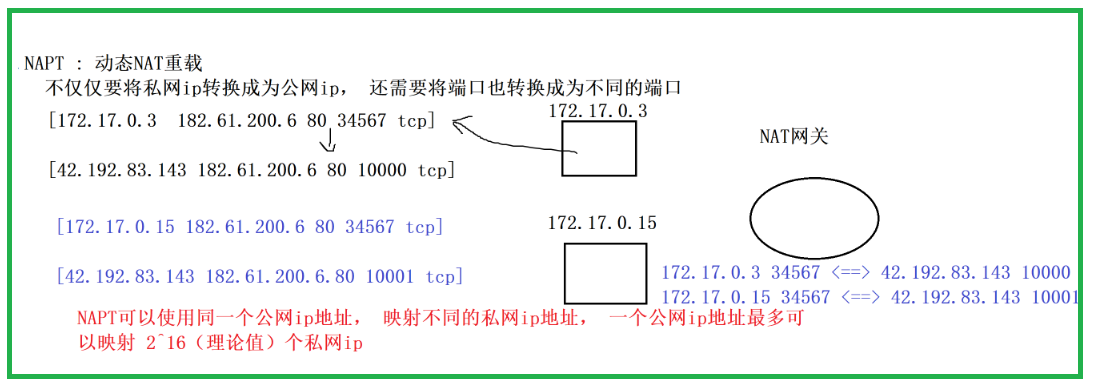 NAPT : 动态NAT重载
不仅仅要将私网ip转换成为公网ip, 还需要将端口也转换成为不同的端口
[172.17.0.3 182.61.200.6 80 34567 tcp]
172.17.0.3
NAT网关
[42.192.83.143 182.61.200.6 80 10000 tcp]
[172.17.0.15 182.61.200.6 80 34567 tcp]
172.17.0.15
[42.192.83.143 182.61.200.6.80 10001 tcp]
172.17.0.3 34567 <==> 42.192.83.143 10000
172.17.0.15 34567 <==> 42.192.83.143 10001
NAPT可以使用同一个公网ip地址, 映射不同的私网ip地址, 一个公网ip地址最多可
以映射 2^16（理论值）个私网ip